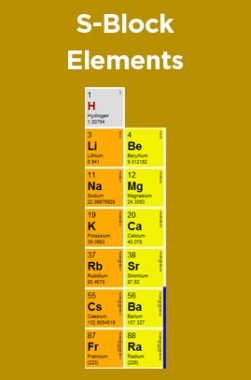 S-Block
Elements
1
H
Hydrogen
1.00794
3 4
Li Be
Lithium Beryllium
6.941 9.012182
11 12
Na Mg
Sodium Magnesium
22.98976928 24.3050
19 20
K Ca
Potassium Calcium
39.0983 40.078
37 38
Rb Sr
Rubidium Strontium
85.4678 87.62
55 56
Cs Ba
Caesium Barium
132.9054519 137.327
87 88
Fr Ra
Francium Radium
(223) (226)